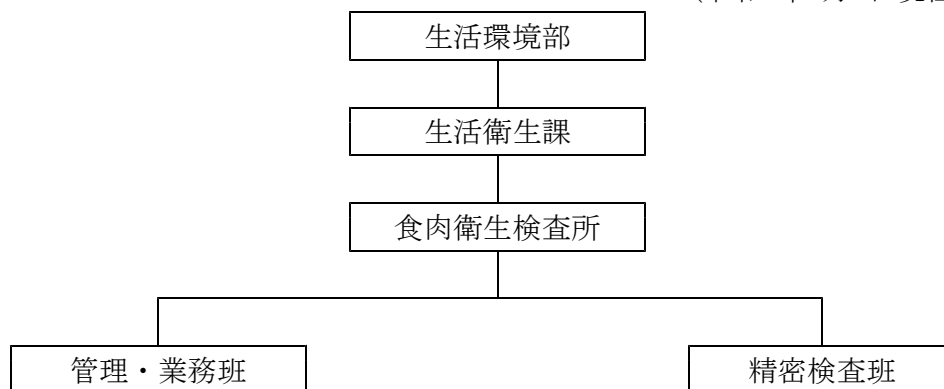 生活環境部
生活衛生課
食肉衛生検査所
管理・業務班
精密検査班